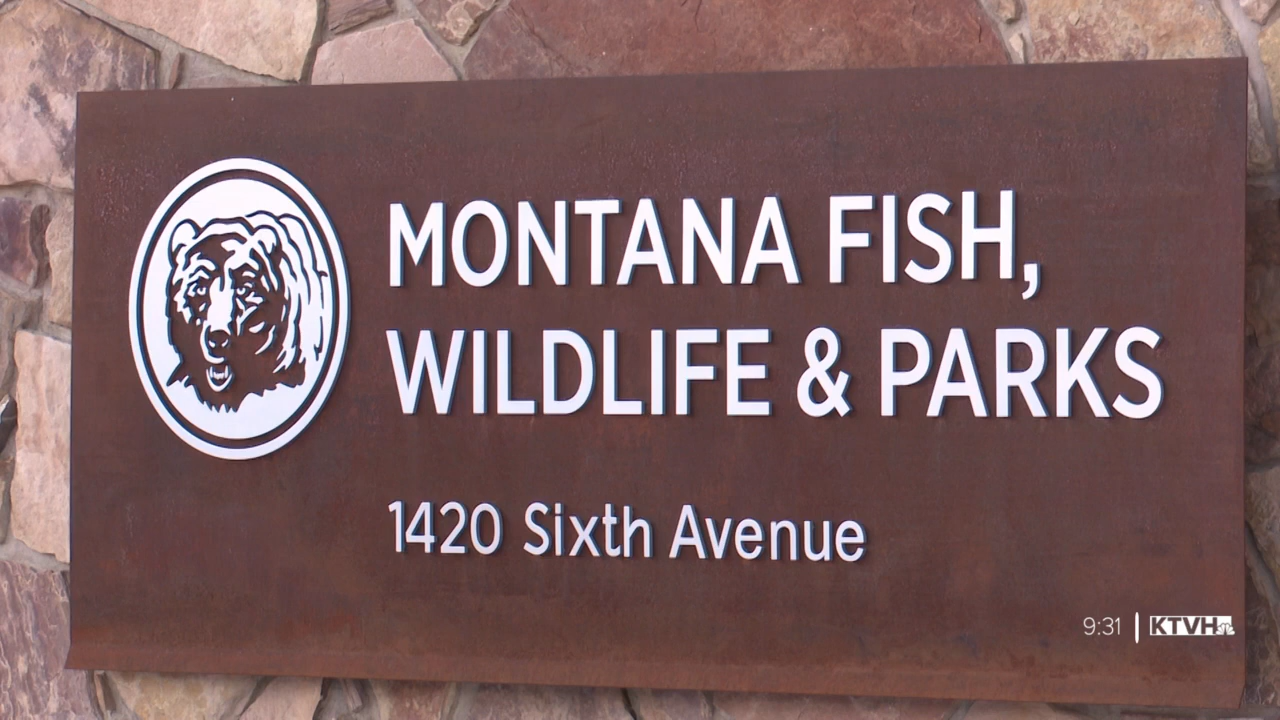 MONTANA FISH,
WILDLIFE & PARKS
1420 Sixth Avenue
9:31 | KTVH